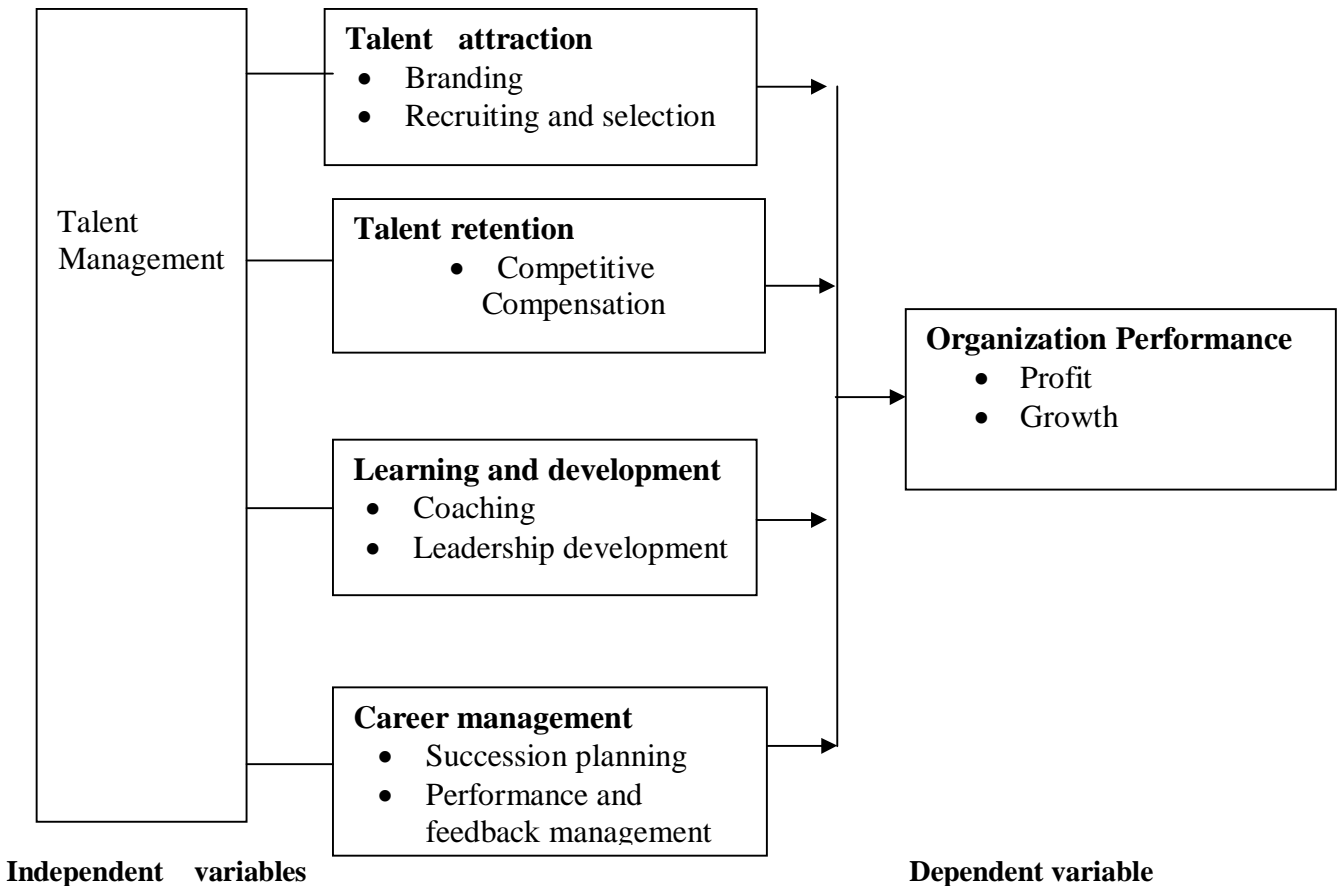 Talent Management
Talent attraction
• Branding
• Recruiting and selection
Talent retention
• Competitive
Compensation
Learning and development
• Coaching
• Leadership development
Career management
• Succession planning
• Performance and
feedback management
Organization Performance
• Profit
• Growth
Independent variables
Dependent variable